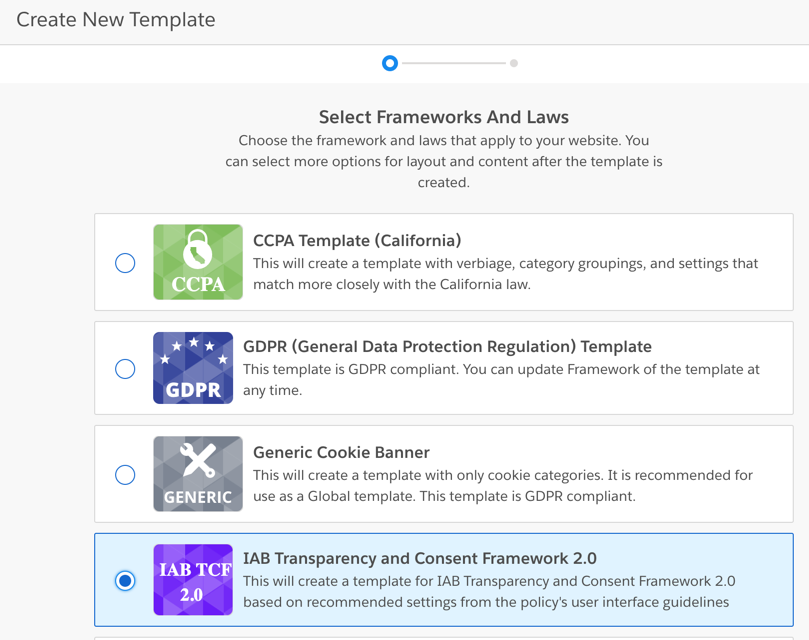 Create New Template
Select Frameworks And Laws
Choose the framework and laws that apply to your website. You
can select more options for layout and content after the template is
created.
CCPA
CCPA Template (California)
This will create a template with verbiage, category groupings, and settings that
match more closely with the California law.
GDPR
GDPR (General Data Protection Regulation) Template
This template is GDPR compliant. You can update Framework of the template at
any time.
GENERIC
Generic Cookie Banner
This will create a template with only cookie categories. It is recommended for
use as a Global template. This template is GDPR compliant.
IAB TCF
2.0
IAB Transparency and Consent Framework 2.0
This will create a template for IAB Transparency and Consent Framework 2.0
based on recommended settings from the policy's user interface guidelines